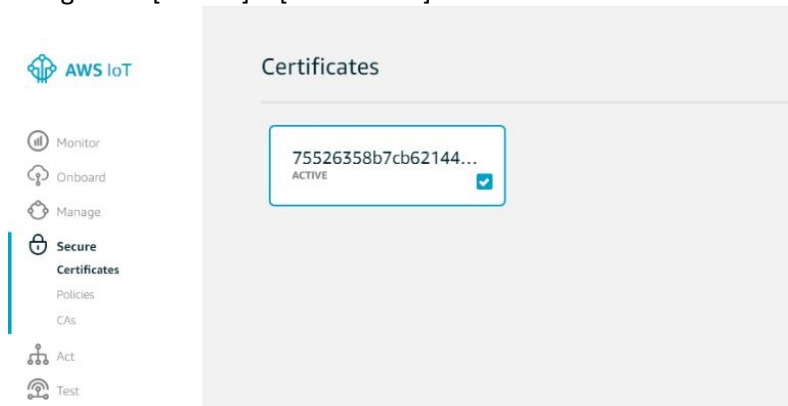 AWS IoT
Certificates
Monitor
75526358b7cb62144...
ACTIVE
Onboard
Manage
Secure
Certificates
Policies
CAs
Act
Test